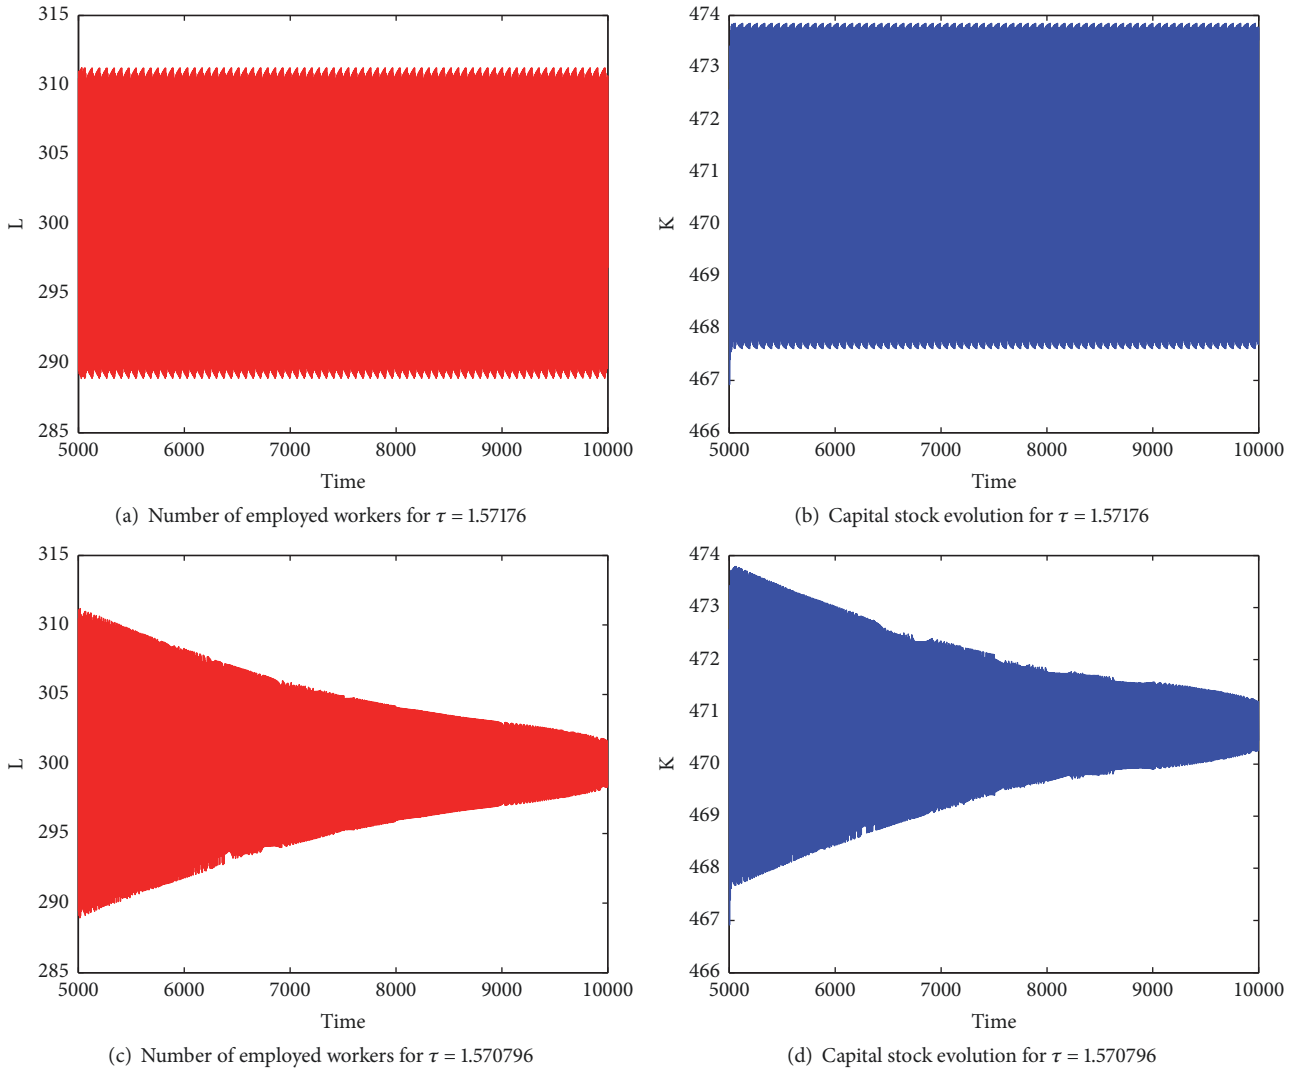 315
310
305
300
295
290
285
L
5000 6000 7000 8000 9000 10000
Time
(a) Number of employed workers for τ = 1.57176
474
473
472
471
470
469
468
467
466
K
5000 6000 7000 8000 9000 10000
Time
(b) Capital stock evolution for τ = 1.57176
315
310
305
300
295
290
285
L
5000 6000 7000 8000 9000 10000
Time
(c) Number of employed workers for τ = 1.570796
474
473
472
471
470
469
468
467
466
K
5000 6000 7000 8000 9000 10000
Time
(d) Capital stock evolution for τ = 1.570796